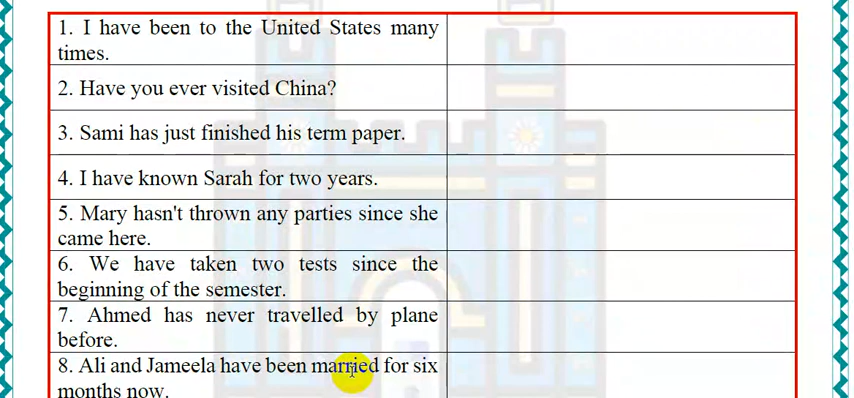 1. I have been to the United States many
times.
2. Have you ever visited China?
3. Sami has just finished his term paper.
4. I have known Sarah for two years.
5. Mary hasn't thrown any parties since she
came here.
6. We have taken two tests since the
beginning of the semester.
7. Ahmed has never travelled by plane
before.
8. Ali and Jameela have been married for six
months now.